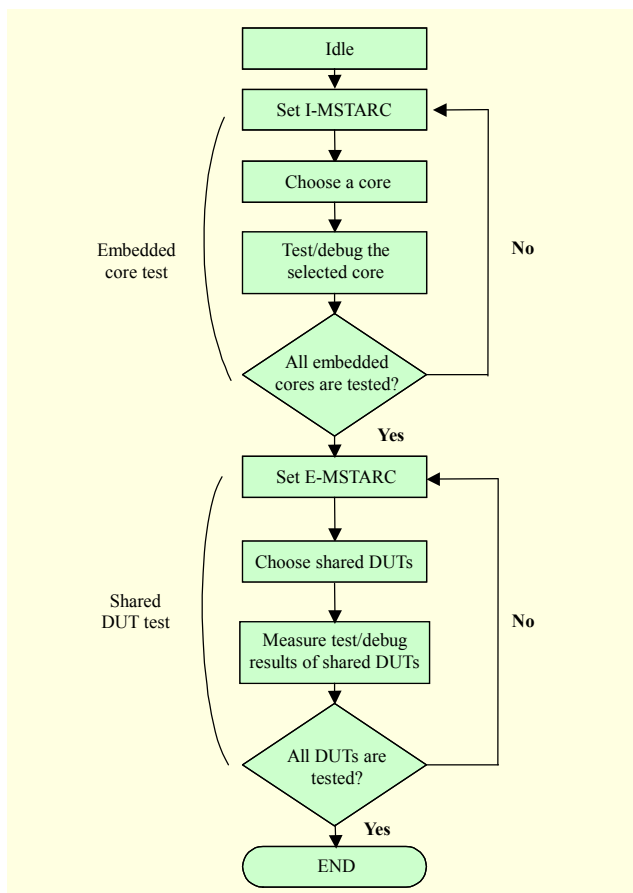 Idle
Set I-MSTARC
Choose a core
Test/debug the
selected core
Embedded
core test
No
All embedded
cores are tested?
Yes
Set E-MSTARC
Choose shared DUTs
Shared
DUT test
No
Measure test/debug
results of shared DUTs
All DUTs are
tested?
Yes
END